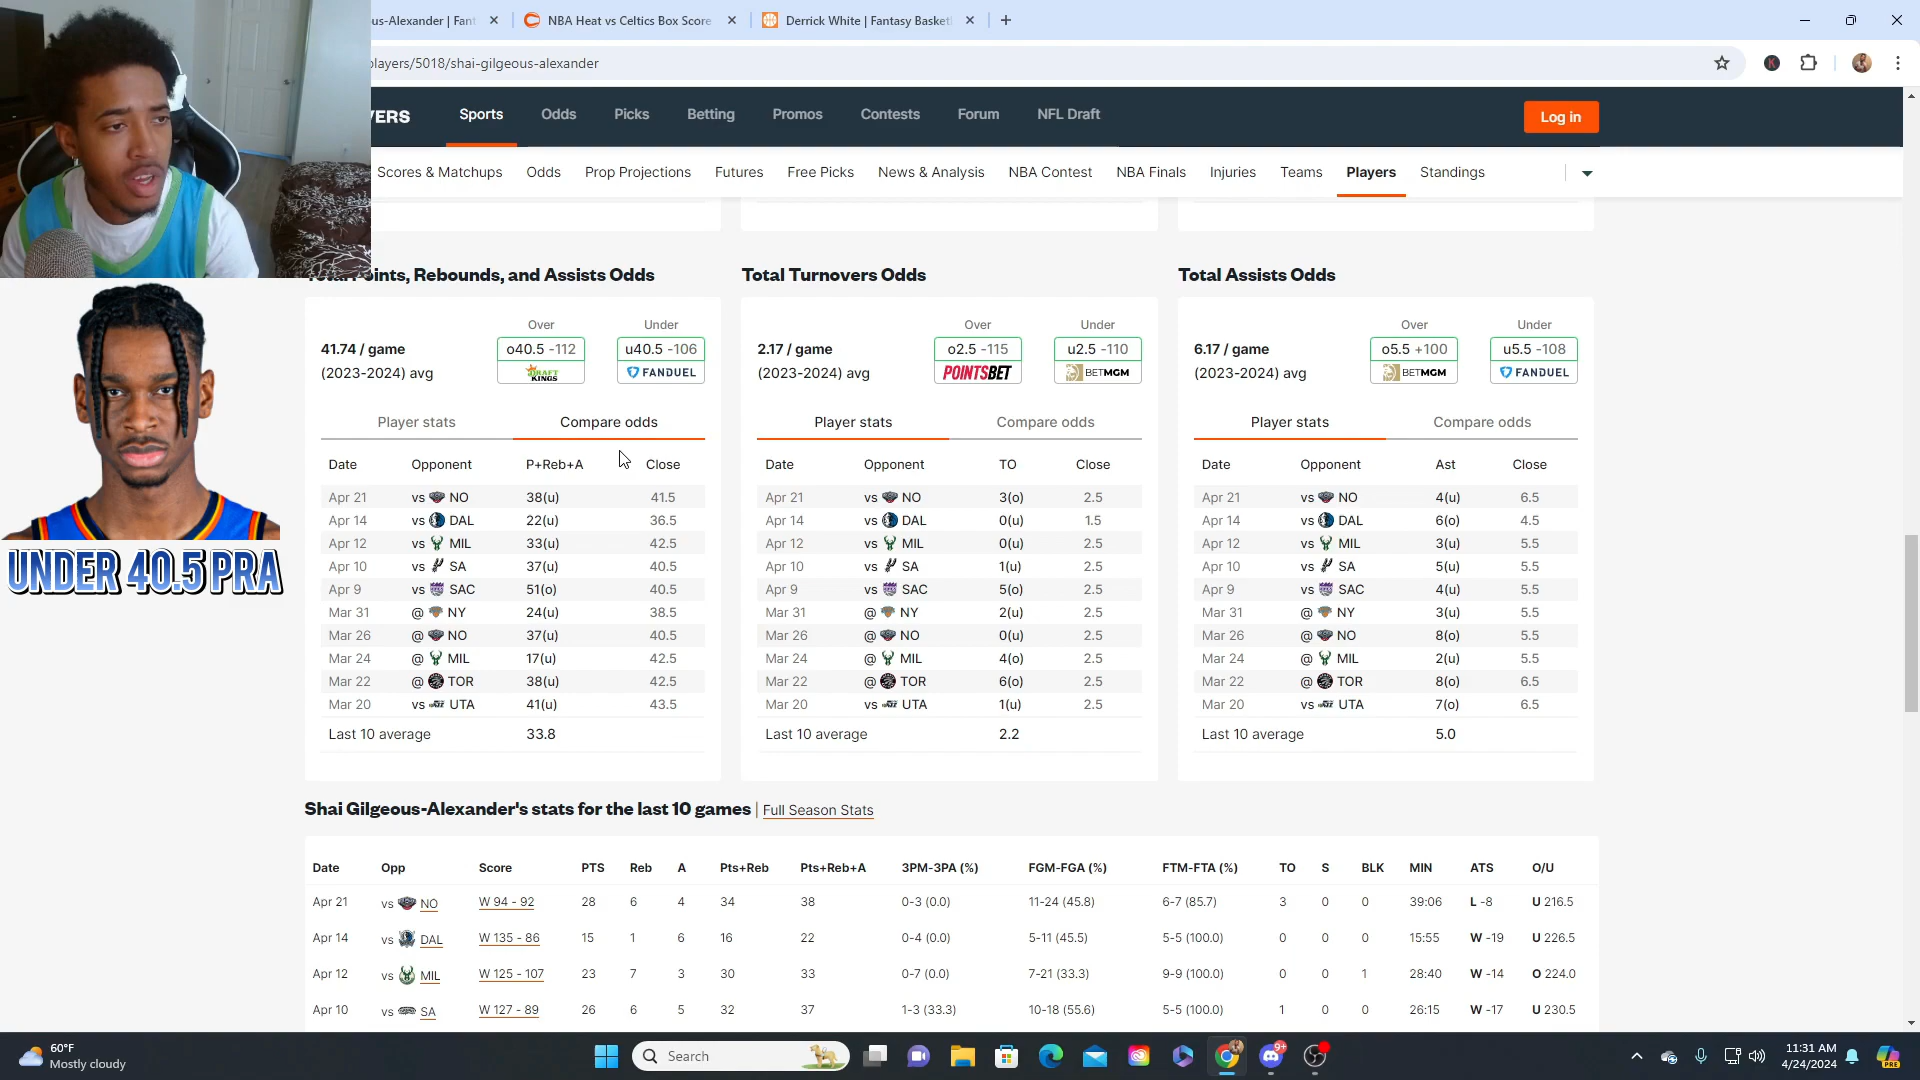 us-Alexander | Fant
NBA Heat vs Celtics Box Score
Derrick White | Fantasy Basket
players/5018/shai-gilgeous-alexander
YERS
Sports
Odds
Picks
Betting
Promos
Contests
Forum
NFL Draft
Log in
Scores & Matchups
Odds
Prop Projections
Futures
Free Picks
News & Analysis
NBA Contest
NBA Finals
Injuries
Teams
Players
Standings
Points, Rebounds, and Assists Odds
Over Under
41.74 / game o40.5 -112 u40.5 -106
(2023-2024) avg DRAFT KINGS FANDUEL
Player stats Compare odds
Date Opponent P+Reb+A Close
Apr 21 vs NO 38(u) 41.5
Apr 14 vs DAL 22(u) 36.5
Apr 12 vs MIL 33(u) 42.5
Apr 10 vs SA 37(u) 40.5
Apr 9 vs SAC 51(o) 40.5
Mar 31 @ NY 24(u) 38.5
Mar 26 @ NO 37(u) 40.5
Mar 24 @ MIL 17(u) 42.5
Mar 22 @ TOR 38(u) 42.5
Mar 20 vs UTA 41(u) 43.5
Last 10 average 33.8
Total Turnovers Odds
Over Under
2.17 / game o2.5 -115 u2.5 -110
(2023-2024) avg POINTSBET BETMGM
Player stats Compare odds
Date Opponent TO Close
Apr 21 vs NO 3(o) 2.5
Apr 14 vs DAL 0(u) 1.5
Apr 12 vs MIL 0(u) 2.5
Apr 10 vs SA 1(u) 2.5
Apr 9 vs SAC 5(o) 2.5
Mar 31 @ NY 2(u) 2.5
Mar 26 @ NO 0(u) 2.5
Mar 24 @ MIL 4(o) 2.5
Mar 22 @ TOR 6(o) 2.5
Mar 20 vs UTA 1(u) 2.5
Last 10 average 2.2
Total Assists Odds
Over Under
6.17 / game o5.5 +100 u5.5 -108
(2023-2024) avg BETMGM FANDUEL
Player stats Compare odds
Date Opponent Ast Close
Apr 21 vs NO 4(u) 6.5
Apr 14 vs DAL 6(o) 4.5
Apr 12 vs MIL 3(u) 5.5
Apr 10 vs SA 5(u) 5.5
Apr 9 vs SAC 4(u) 5.5
Mar 31 @ NY 3(u) 5.5
Mar 26 @ NO 8(o) 5.5
Mar 24 @ MIL 2(u) 5.5
Mar 22 @ TOR 8(o) 6.5
Mar 20 vs UTA 7(o) 6.5
Last 10 average 5.0
UNDER 40.5 PRA
Shai Gilgeous-Alexander's stats for the last 10 games | Full Season Stats
Date Opp Score PTS Reb A Pts+Reb Pts+Reb+A 3PM-3PA (%) FGM-FGA (%) FTM-FTA (%) TO S BLK MIN ATS O/U
Apr 21 vs NO W 94 - 92 28 6 4 34 38 0-3 (0.0) 11-24 (45.8) 6-7 (85.7) 3 0 0 39:06 L -8 U 216.5
Apr 14 vs DAL W 135 - 86 15 1 6 16 22 0-4 (0.0) 5-11 (45.5) 5-5 (100.0) 0 0 0 15:55 W -19 U 226.5
Apr 12 vs MIL W 125 - 107 23 7 3 30 33 0-7 (0.0) 7-21 (33.3) 9-9 (100.0) 0 0 1 28:40 W -14 O 224.0
Apr 10 vs SA W 127 - 89 26 6 5 32 37 1-3 (33.3) 10-18 (55.6) 5-5 (100.0) 1 0 0 26:15 W -17 U 230.5
60°F
Mostly cloudy
Search
9+
11:31 AM
4/24/2024
PRE